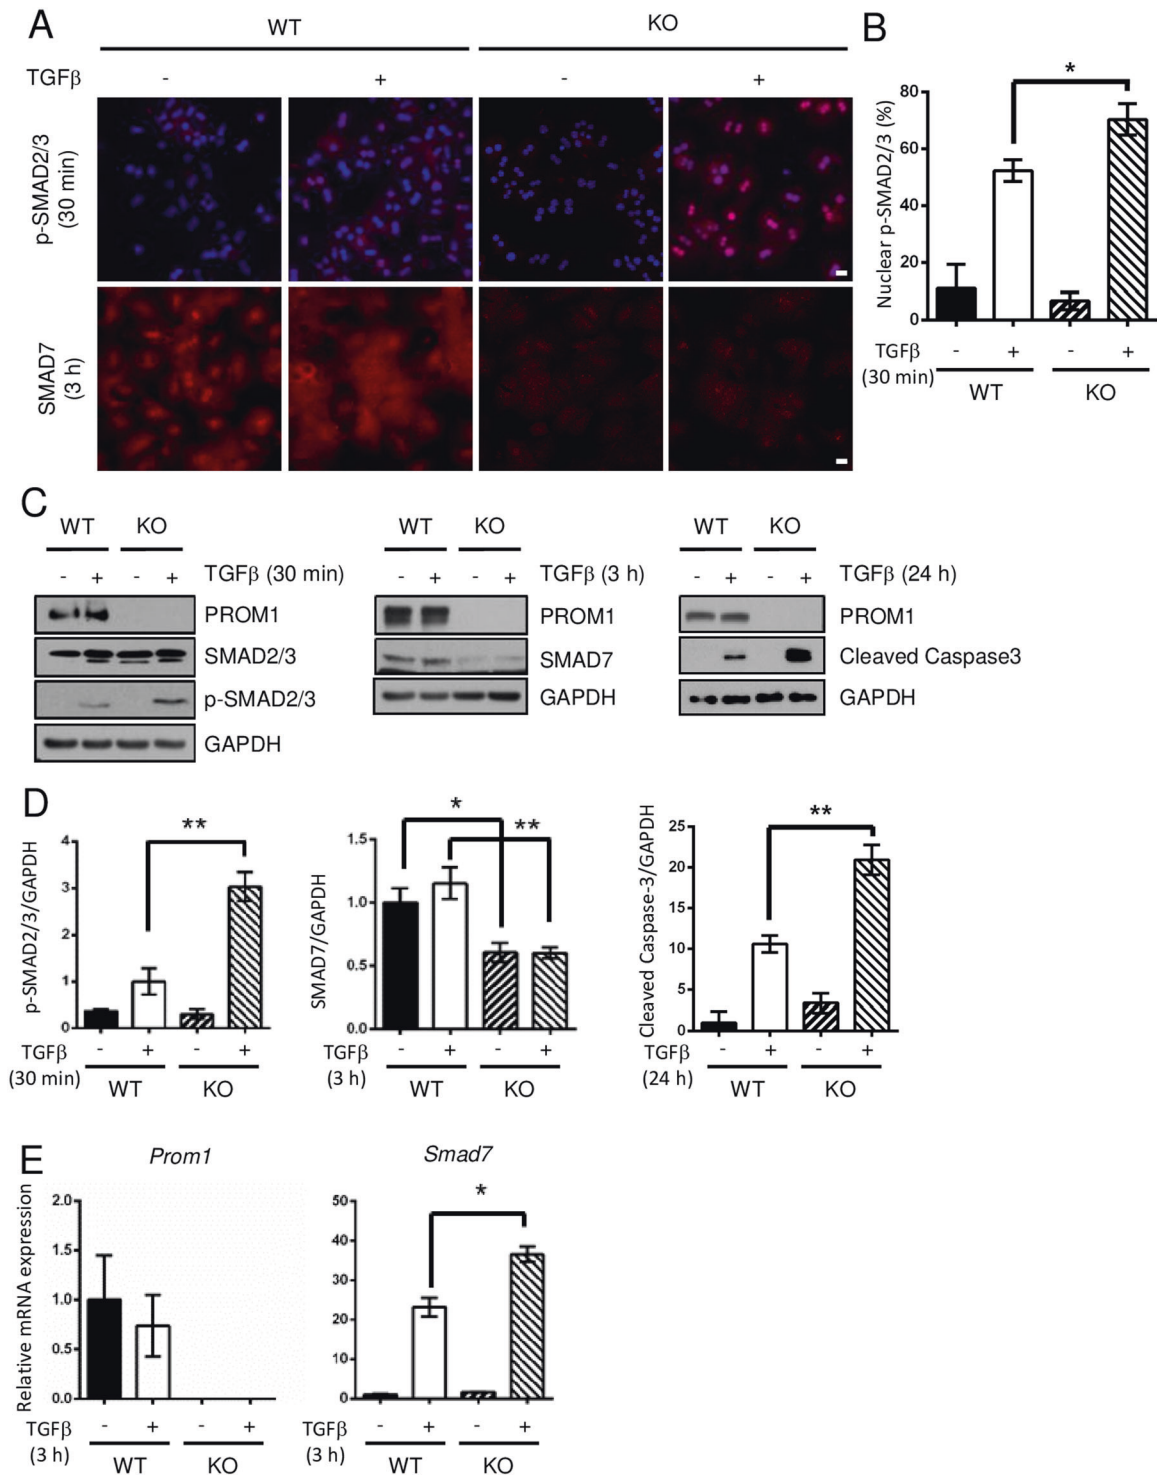 A
WT
KO
TGFβ
- + - +
p-SMAD2/3
(30 min)
SMAD7
(3 h)
B
*
Nuclear p-SMAD2/3 (%)
80
60
40
20
0
TGFβ - + - +
(30 min)
WT KO
C
WT KO
- + - + TGFβ (30 min)
PROM1
SMAD2/3
p-SMAD2/3
GAPDH
WT KO
- + - + TGFβ (3 h)
PROM1
SMAD7
GAPDH
WT KO
- + - + TGFβ (24 h)
PROM1
Cleaved Caspase3
GAPDH
D
**
p-SMAD2/3/GAPDH
4
3
2
1
0
TGFβ - + - +
(30 min)
WT KO
*
**
SMAD7/GAPDH
1.5
1.0
0.5
0.0
TGFβ - + - +
(3 h)
WT KO
**
Cleaved Caspase-3/GAPDH
25
20
15
10
5
0
TGFβ - + - +
(24 h)
WT KO
E
Prom1
Relative mRNA expression
2.0
1.5
1.0
0.5
0.0
TGFβ - + - +
(3 h)
WT KO
Smad7
*
50
40
30
20
10
0
TGFβ - + - +
(3 h)
WT KO